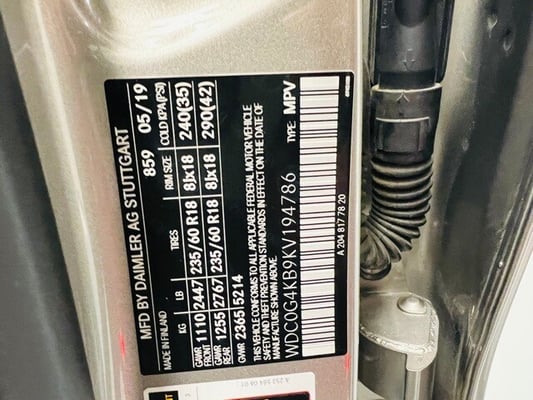 MFD BY DAIMLER AG STUTTGART
MADE IN FINLAND 859 05/19
KG LB TIRES RIM SIZE COLD KPA(PSI)
GAWR FRONT 1110 2447 235/60 R18 8Jx18 240(35)
GAWR REAR 1255 2767 235/60 R18 8Jx18 290(42)
GVWR 2365 5214
THIS VEHICLE CONFORMS TO ALL APPLICABLE FEDERAL MOTOR VEHICLE
SAFETY AND THEFT PREVENTION STANDARDS IN EFFECT ON THE DATE OF
MANUFACTURE SHOWN ABOVE.
WDC0G4KB9KV194786 TYPE: MPV
A 204 817 78 20